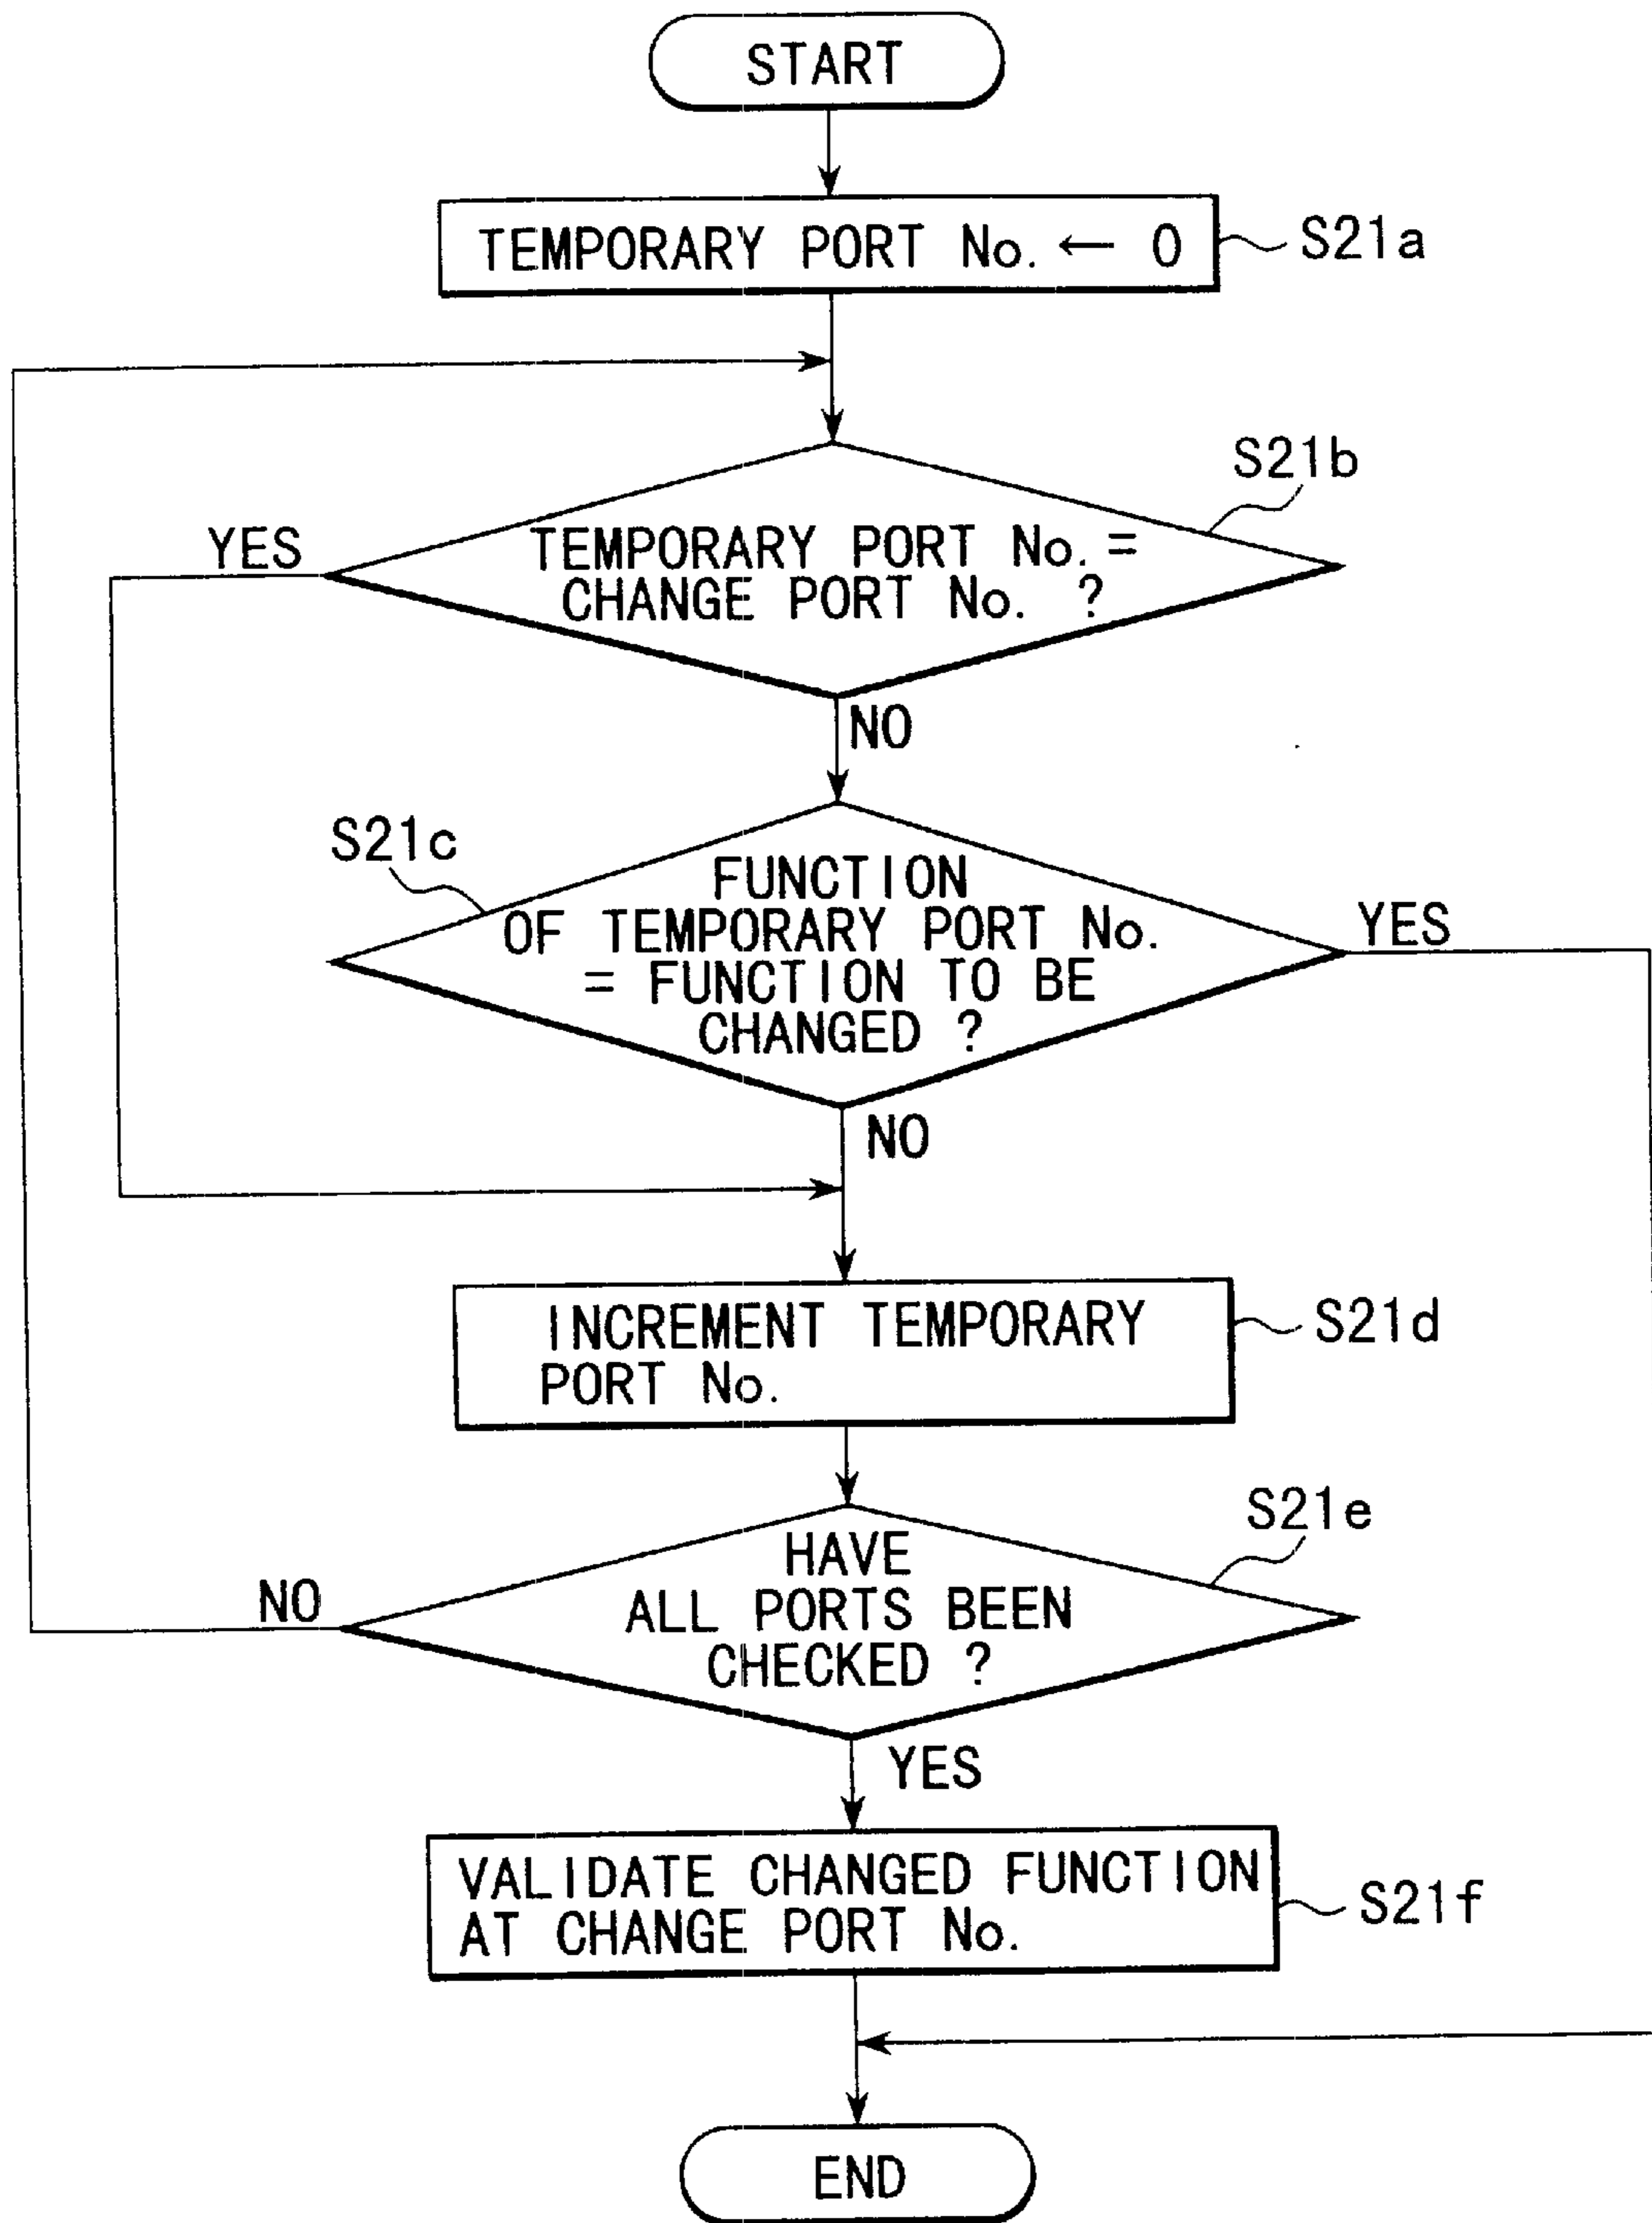 START
TEMPORARY PORT No. ← 0
S21a
S21b
YES
TEMPORARY PORT No. =
CHANGE PORT No. ?
NO
S21c
FUNCTION
OF TEMPORARY PORT No.
= FUNCTION TO BE
CHANGED ?
YES
NO
INCREMENT TEMPORARY
PORT No.
S21d
S21e
HAVE
ALL PORTS BEEN
CHECKED ?
NO
YES
VALIDATE CHANGED FUNCTION
AT CHANGE PORT No.
S21f
END